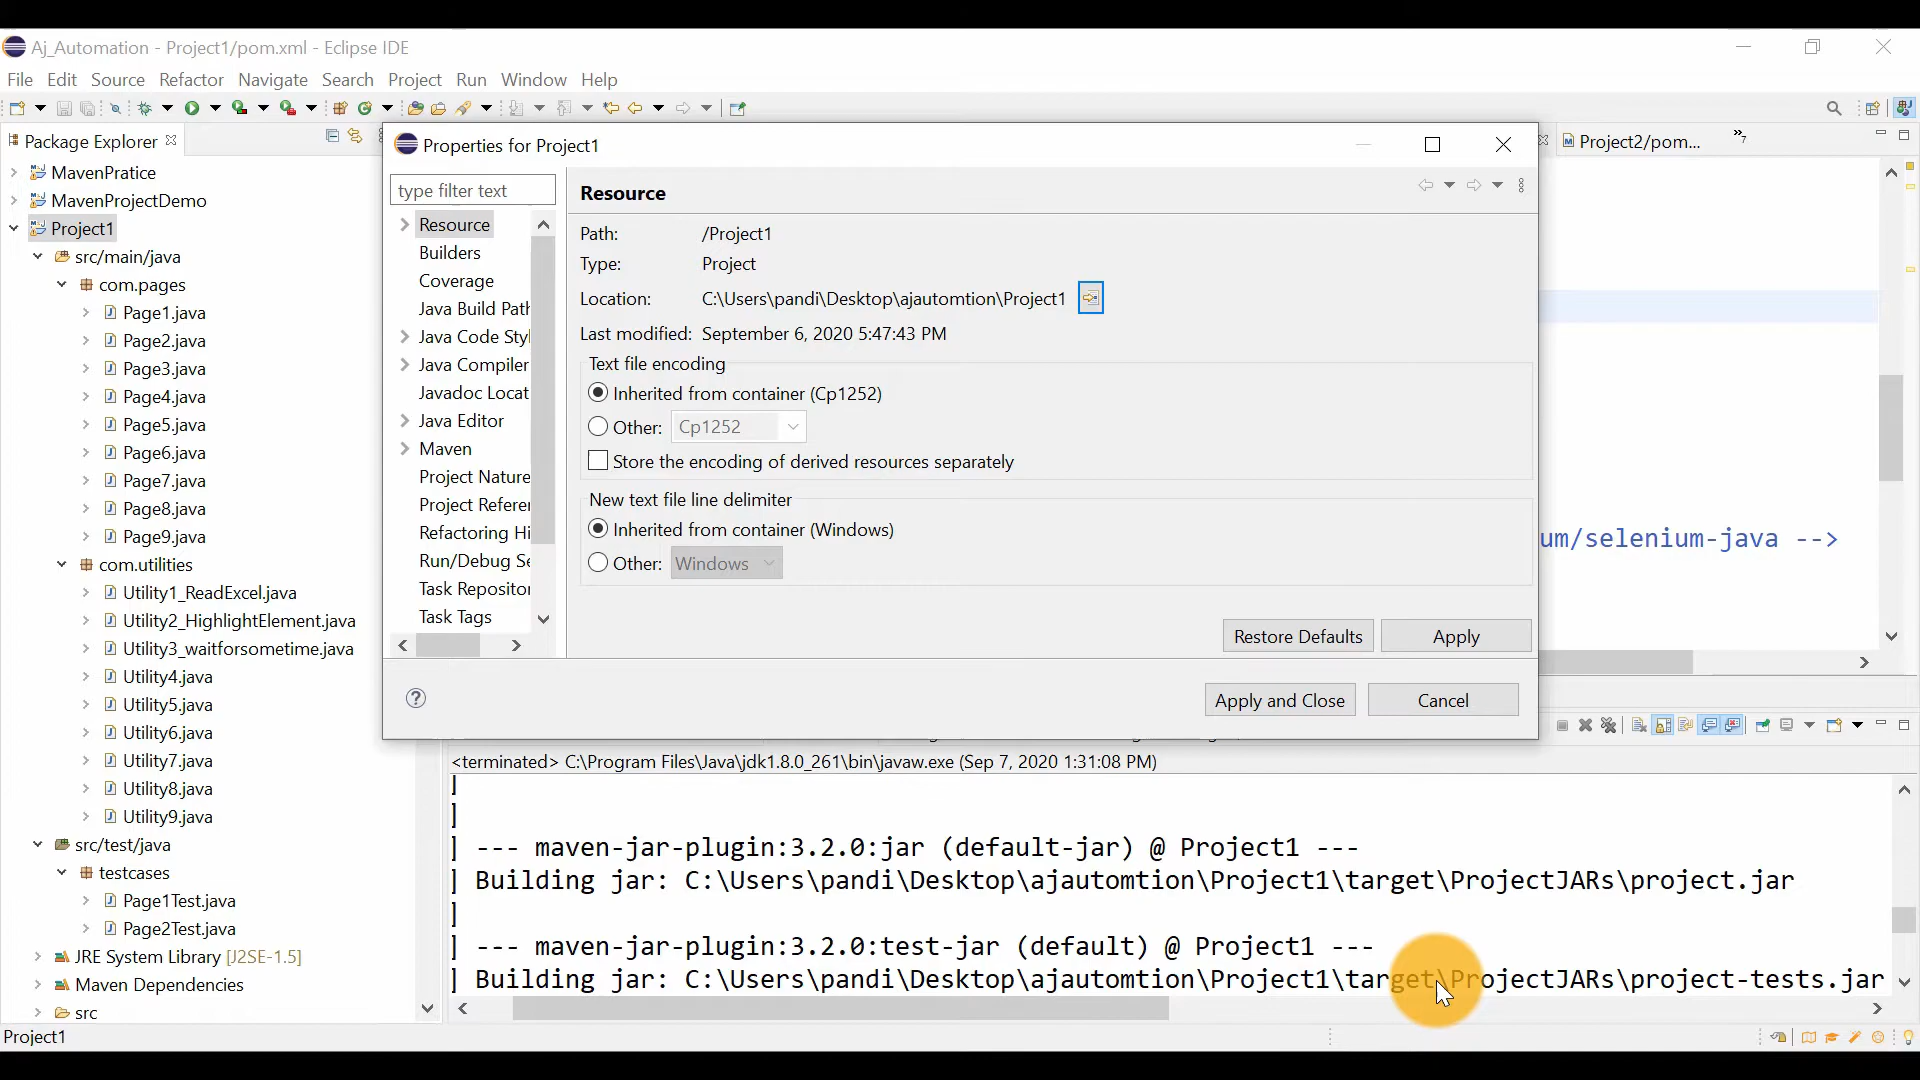 Aj_Automation - Project1/pom.xml - Eclipse IDE
File Edit Source Refactor Navigate Search Project Run Window Help
Package Explorer
MavenPratice
MavenProjectDemo
Project1
src/main/java
com.pages
Page1.java
Page2.java
Page3.java
Page4.java
Page5.java
Page6.java
Page7.java
Page8.java
Page9.java
com.utilities
Utility1_ReadExcel.java
Utility2_HighlightElement.java
Utility3_waitforsometime.java
Utility4.java
Utility5.java
Utility6.java
Utility7.java
Utility8.java
Utility9.java
src/test/java
testcases
Page1Test.java
Page2Test.java
JRE System Library [J2SE-1.5]
Maven Dependencies
src
Project1
Properties for Project1
type filter text
Resource
Builders
Coverage
Java Build Path
Java Code Styl
Java Compiler
Javadoc Locat
Java Editor
Maven
Project Nature
Project Referen
Refactoring Hi
Run/Debug Se
Task Repositor
Task Tags
Resource
Path: /Project1
Type: Project
Location: C:\Users\pandi\Desktop\ajautomtion\Project1
Last modified: September 6, 2020 5:47:43 PM
Text file encoding
Inherited from container (Cp1252)
Other: Cp1252
Store the encoding of derived resources separately
New text file line delimiter
Inherited from container (Windows)
Other: Windows
Restore Defaults Apply
Apply and Close Cancel
Project2/pom... »7
um/selenium-java -->
<terminated> C:\Program Files\Java\jdk1.8.0_261\bin\javaw.exe (Sep 7, 2020 1:31:08 PM)
]
]
] --- maven-jar-plugin:3.2.0:jar (default-jar) @ Project1 ---
] Building jar: C:\Users\pandi\Desktop\ajautomtion\Project1\target\ProjectJARs\project.jar
]
] --- maven-jar-plugin:3.2.0:test-jar (default) @ Project1 ---
] Building jar: C:\Users\pandi\Desktop\ajautomtion\Project1\target\ProjectJARs\project-tests.jar